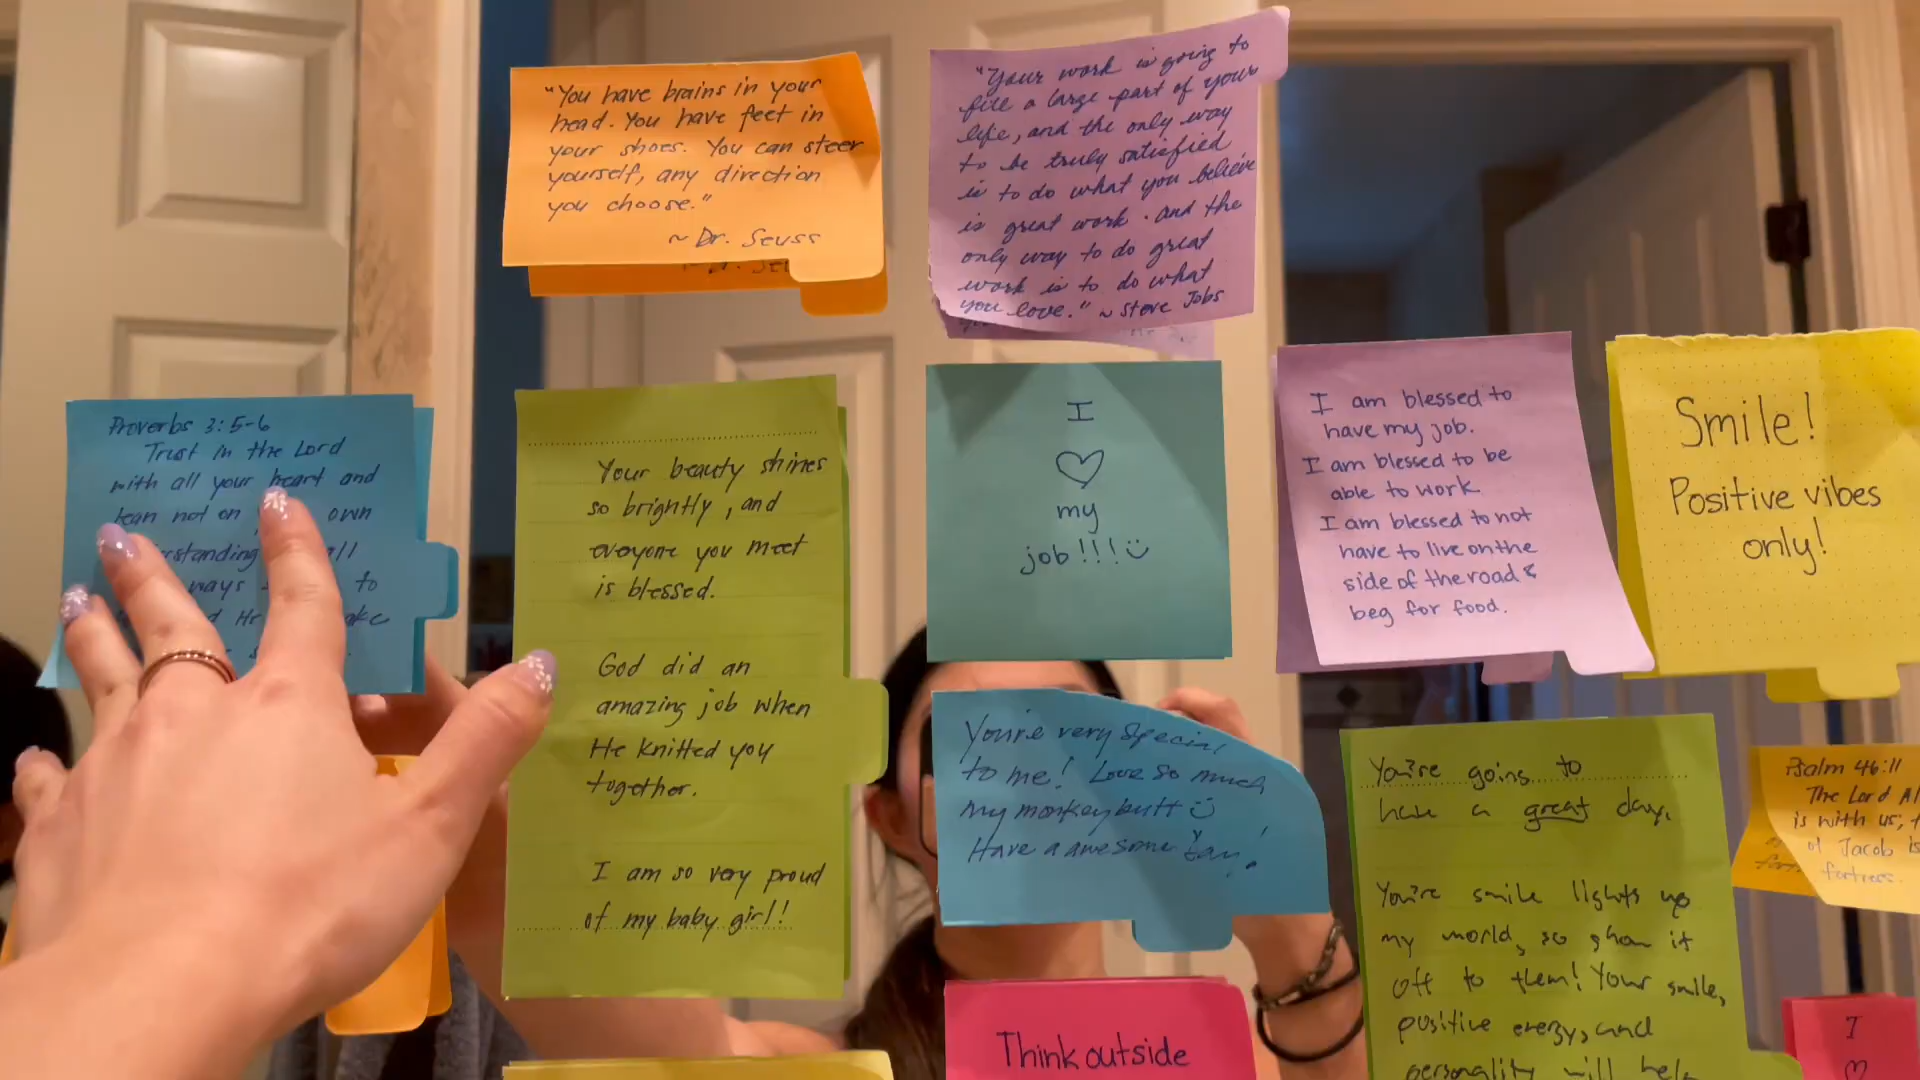 "You have brains in your
head. You have feet in
your shoes. You can steer
yourself, any direction
you choose."
~ Dr. Seuss
"Your work is going to
fill a large part of your
life, and the only way
to be truly satisfied
is to do what you believe
is great work. And the
only way to do great
work is to do what
you love." ~ Steve Jobs
Proverbs 3:5-6
Trust in the Lord
with all your heart and
lean not on own
all
ways to
Your beauty shines
so brightly, and
everyone you meet
is blessed.
God did an
amazing job when
He knitted you
together.
I am so very proud
of my baby girl!
I
♡
my
job!!!
I am blessed to
have my job.
I am blessed to be
able to work.
I am blessed to not
have to live on the
side of the road &
beg for food.
Smile!
Positive vibes
only!
You're very special
to me! Love so much
my monkeybutt
Have a awesome Day!
You're going to
have a great day.
You're smile lights up
my world, so show it
off to them! Your smile,
positive energy, and
personality will help
Psalm 46:11
The Lord Al
is with us; t
of Jacob is
fortress.
Think outside
I
♡